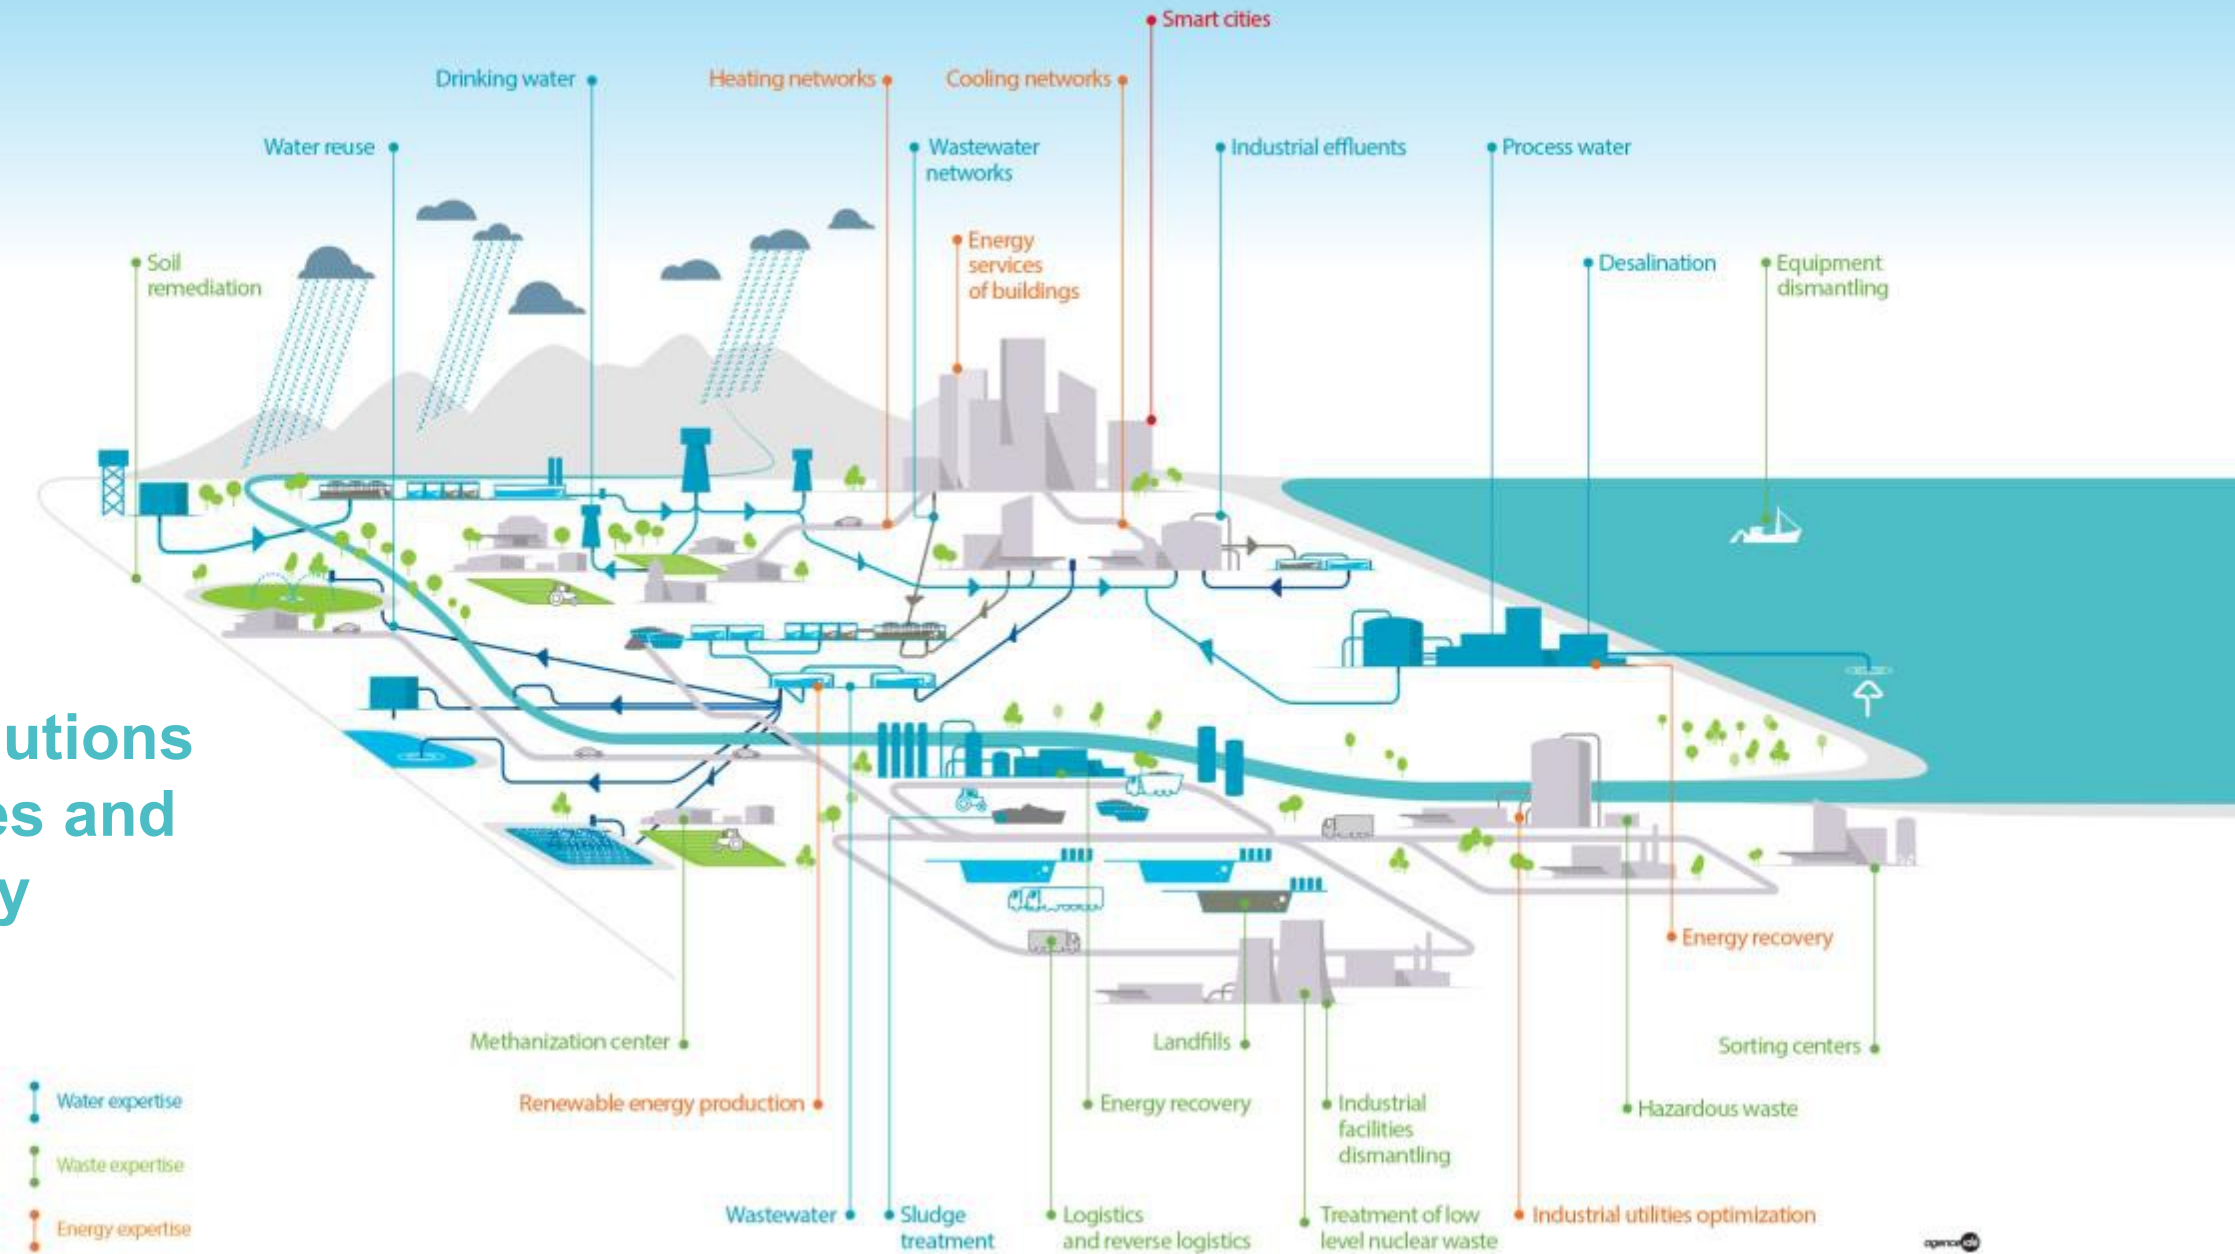 Smart cities
Drinking water
Heating networks
Cooling networks
Water reuse
Wastewater
networks
Industrial effluents
Process water
Energy
services
of buildings
Soil
remediation
Desalination
Equipment
dismantling
utions
es and
y
Energy recovery
Methanization center
Landfills
Sorting centers
Water expertise
Renewable energy production
Energy recovery
Industrial
facilities
dismantling
Hazardous waste
Waste expertise
Energy expertise
Wastewater
Sludge
treatment
Logistics
and reverse logistics
Treatment of low
level nuclear waste
Industrial utilities optimization